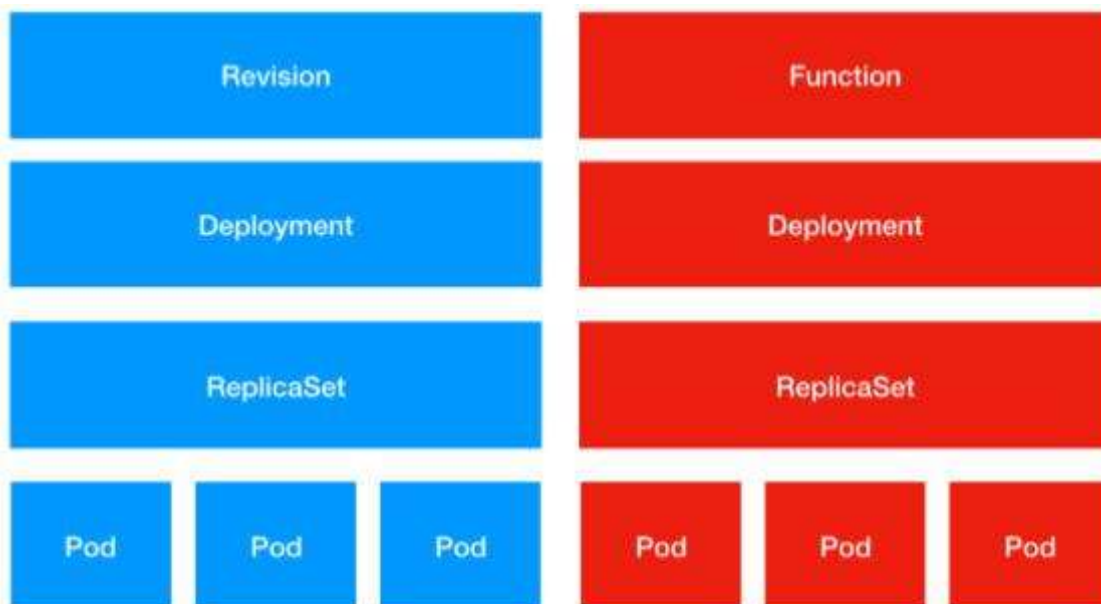 Revision
Function
Deployment
Deployment
ReplicaSet
ReplicaSet
Pod
Pod
Pod
Pod
Pod
Pod